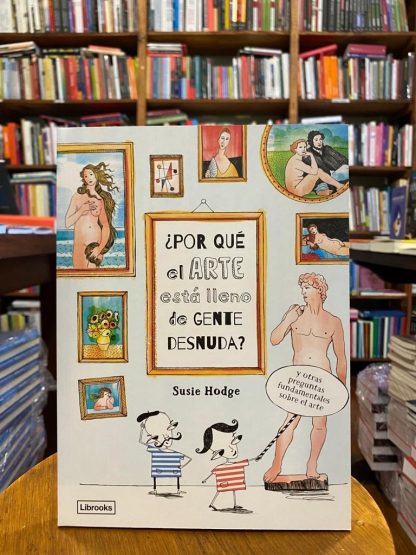 ¿POR QUÉ
el ARTE
está lleno
de GENTE
DESNUDA?
Susie Hodge
y otras
preguntas
fundamentales
sobre el arte
Librooks